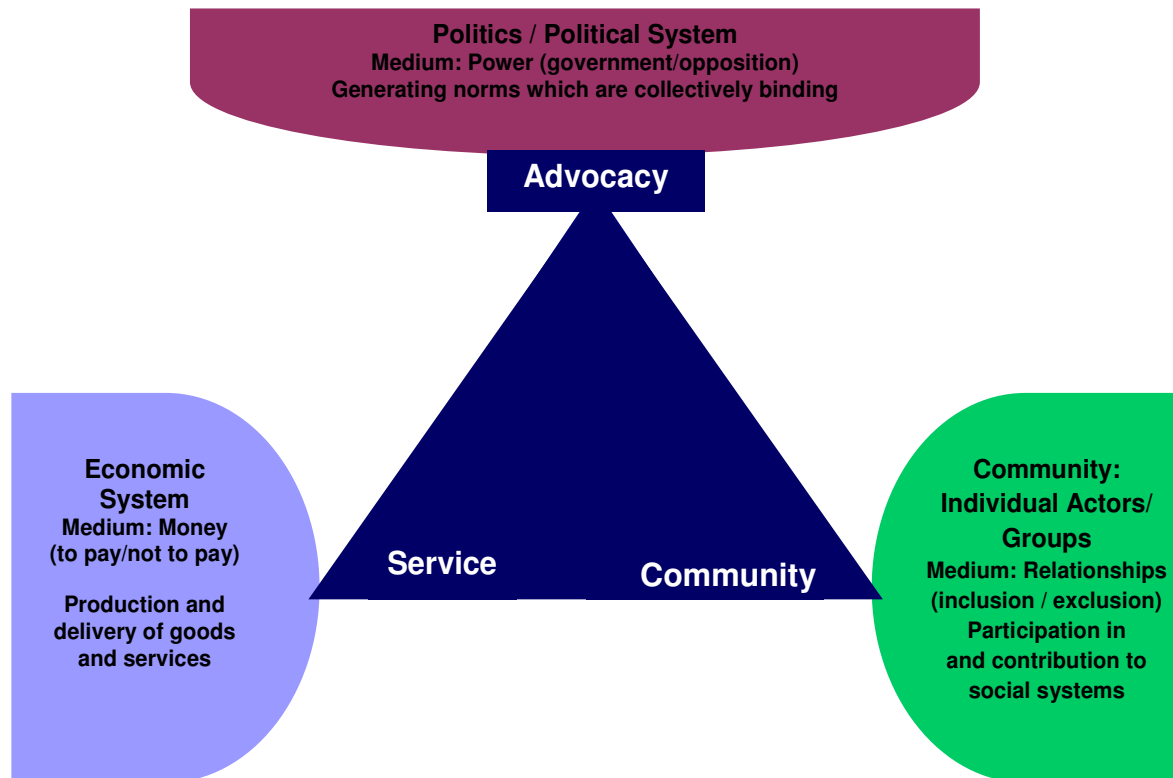 Politics / Political System
Medium: Power (government/opposition)
Generating norms which are collectively binding
Advocacy
Economic
System
Medium: Money
(to pay/not to pay)
Production and
delivery of goods
and services
Service
Community
Community:
Individual Actors/
Groups
Medium: Relationships
(inclusion / exclusion)
Participation in
and contribution to
social systems